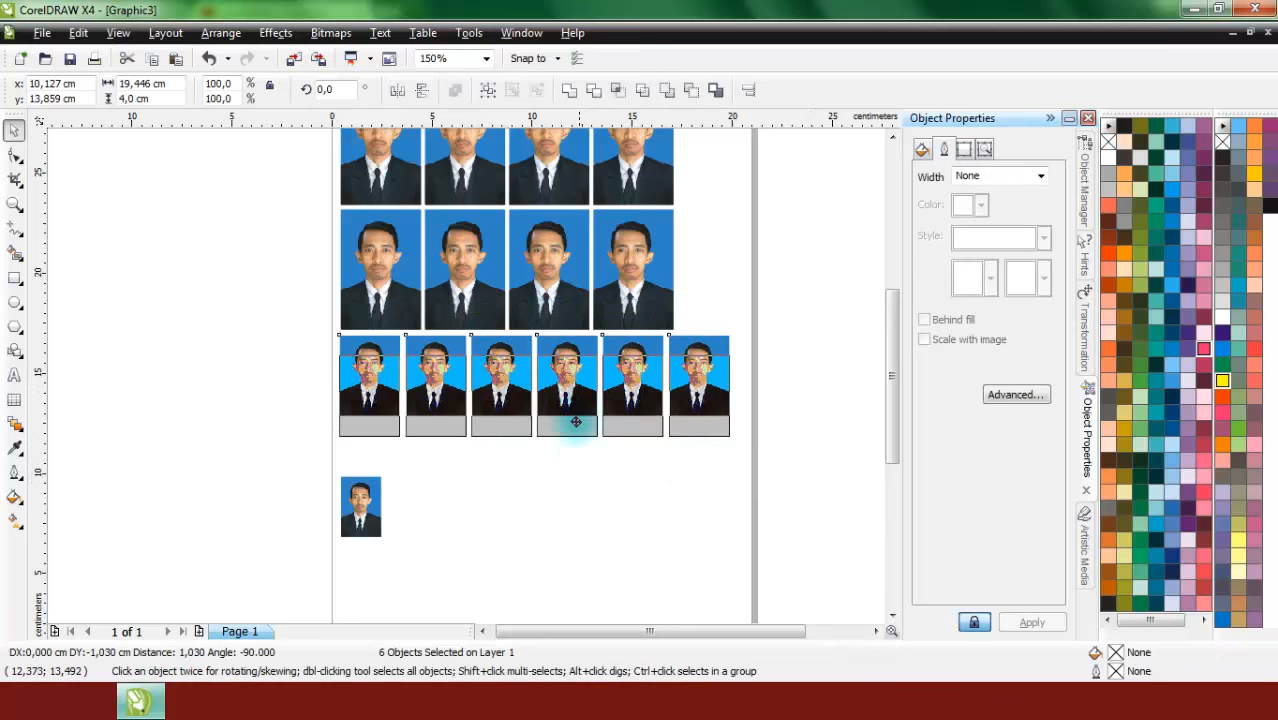 CorelDRAW X4 - [Graphic3]
File Edit View Layout Arrange Effects Bitmaps Text Table Tools Window Help
150% Snap to
x: 10,127 cm 19,446 cm 100,0 % 0,0 °
y: 13,859 cm 4,0 cm 100,0 %
10 5 0 5 10 15 20 25 centimeters
25
20
15
10
5
centimeters
Object Properties
Width None
Color:
Style:
Behind fill
Scale with image
Advanced...
Apply
Object Manager
Hints
Transformation
Object Properties
Artistic Media
1 of 1 Page 1
DX:0,000 cm DY:-1,030 cm Distance: 1,030 Angle: -90.000 6 Objects Selected on Layer 1 None
( 12,373; 13,492 ) Click an object twice for rotating/skewing; dbl-clicking tool selects all objects; Shift+click multi-selects; Alt+click digs; Ctrl+click selects in a group None